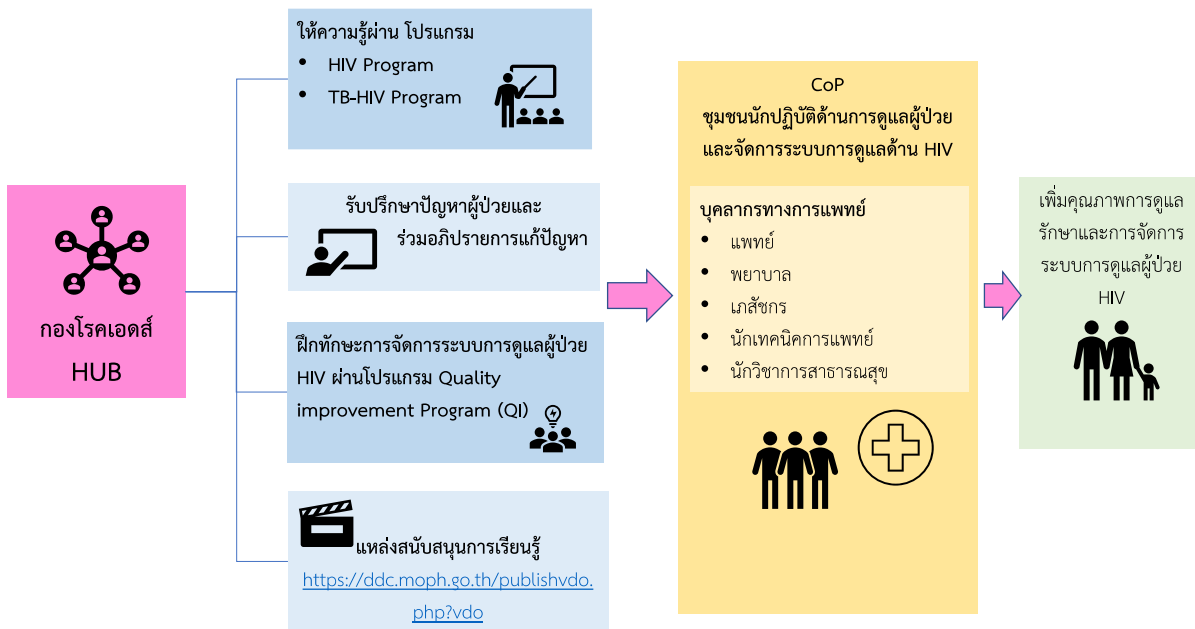 กองโรคเอดส์
HUB
ให้ความรู้ผ่าน โปรแกรม
• HIV Program
• TB-HIV Program
รับปรึกษาปัญหาผู้ป่วยและ
ร่วมอภิปรายการแก้ปัญหา
ฝึกทักษะการจัดการระบบการดูแลผู้ป่วย
HIV ผ่านโปรแกรม Quality
improvement Program (QI)
แหล่งสนับสนุนการเรียนรู้
https://ddc.moph.go.th/publishvdo.
php?vdo
CoP
ชุมชนนักปฏิบัติด้านการดูแลผู้ป่วย
และจัดการระบบการดูแลด้าน HIV
บุคลากรทางการแพทย์
• แพทย์
• พยาบาล
• เภสัชกร
• นักเทคนิคการแพทย์
• นักวิชาการสาธารณสุข
เพิ่มคุณภาพการดูแล
รักษาและการจัดการ
ระบบการดูแลผู้ป่วย
HIV